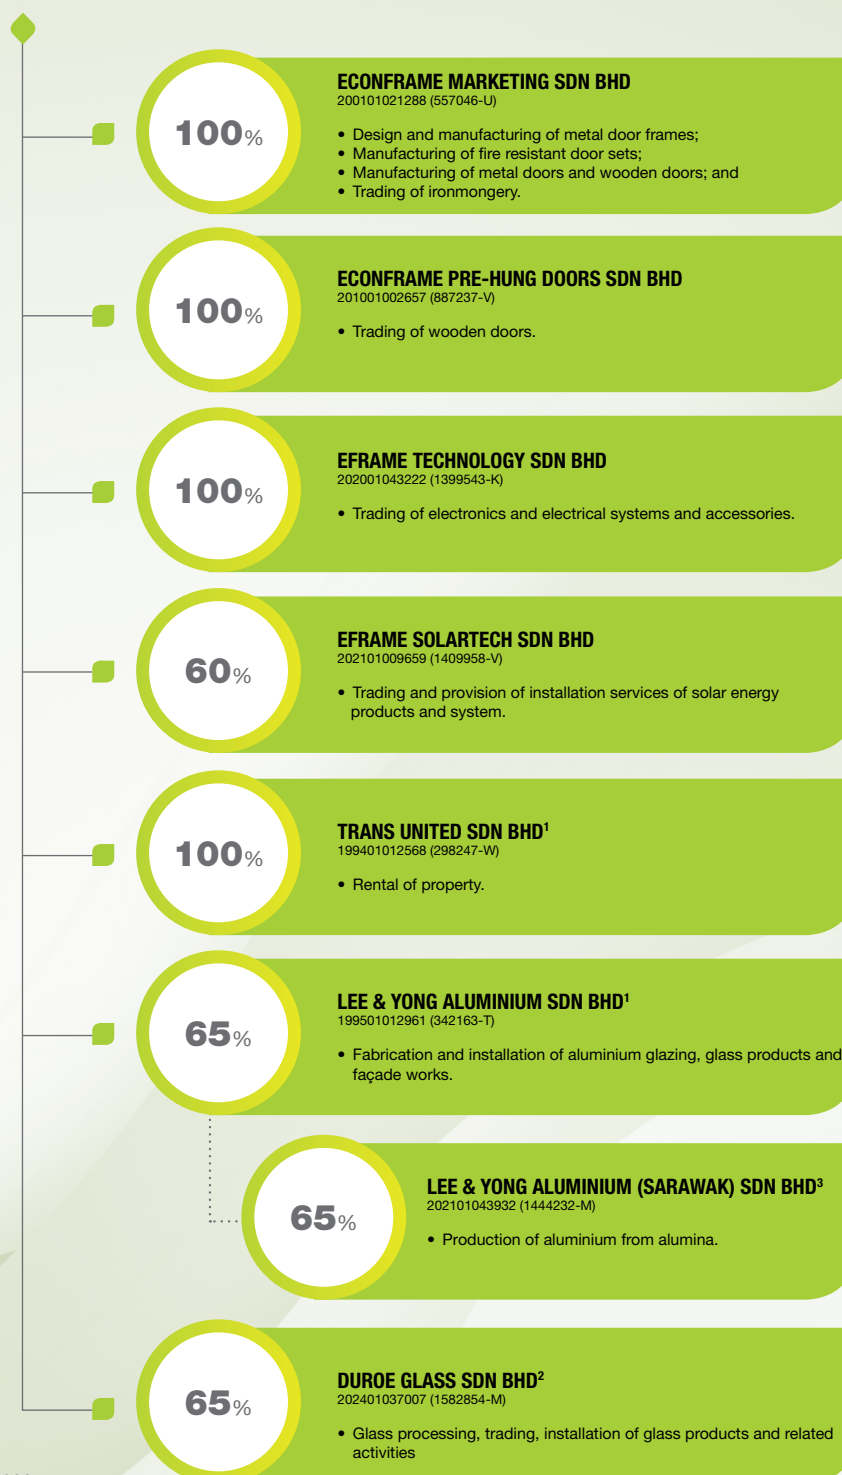 100%
ECONFRAME MARKETING SDN BHD
200101021288 (557046-U)
• Design and manufacturing of metal door frames;
• Manufacturing of fire resistant door sets;
• Manufacturing of metal doors and wooden doors; and
• Trading of ironmongery.
100%
ECONFRAME PRE-HUNG DOORS SDN BHD
201001002657 (887237-V)
• Trading of wooden doors.
100%
EFRAME TECHNOLOGY SDN BHD
202001043222 (1399543-K)
• Trading of electronics and electrical systems and accessories.
60%
EFRAME SOLARTECH SDN BHD
202101009659 (1409958-V)
• Trading and provision of installation services of solar energy
products and system.
100%
TRANS UNITED SDN BHD¹
199401012568 (298247-W)
• Rental of property.
65%
LEE & YONG ALUMINIUM SDN BHD¹
199501012961 (342163-T)
• Fabrication and installation of aluminium glazing, glass products and
façade works.
65%
LEE & YONG ALUMINIUM (SARAWAK) SDN BHD³
202101043932 (1444232-M)
• Production of aluminium from alumina.
65%
DUROE GLASS SDN BHD²
202401037007 (1582854-M)
• Glass processing, trading, installation of glass products and related
activities